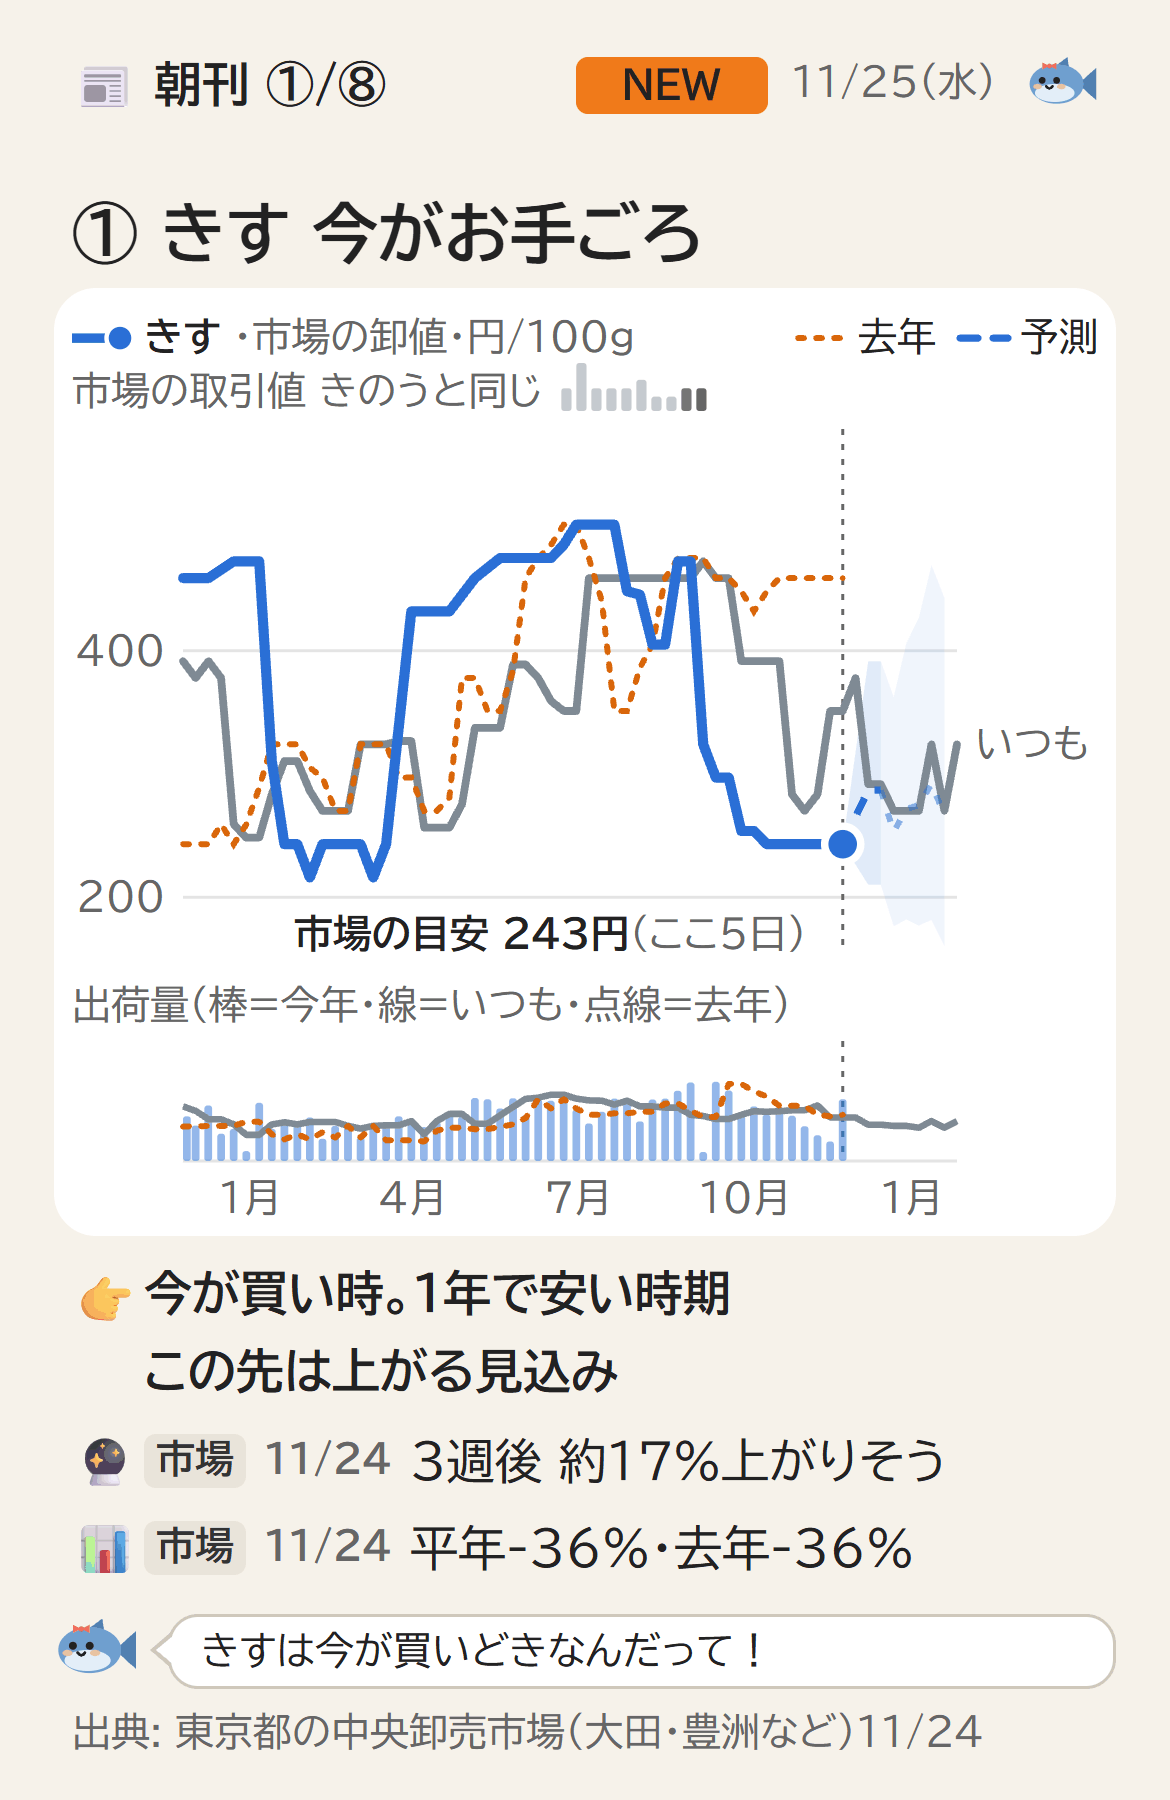 朝刊 ①/⑧ NEW 11/25(水)
① きす 今がお手ごろ
きす ・市場の卸値・円/100g 去年 予測
市場の取引値 きのうと同じ
400
いつも
200
市場の目安 243円(ここ5日)
出荷量(棒=今年・線=いつも・点線=去年)
1月 4月 7月 10月 1月
今が買い時。1年で安い時期
この先は上がる見込み
市場 11/24 3週後 約17%上がりそう
市場 11/24 平年-36%・去年-36%
きすは今が買いどきなんだって！
出典: 東京都の中央卸売市場(大田・豊洲など)11/24